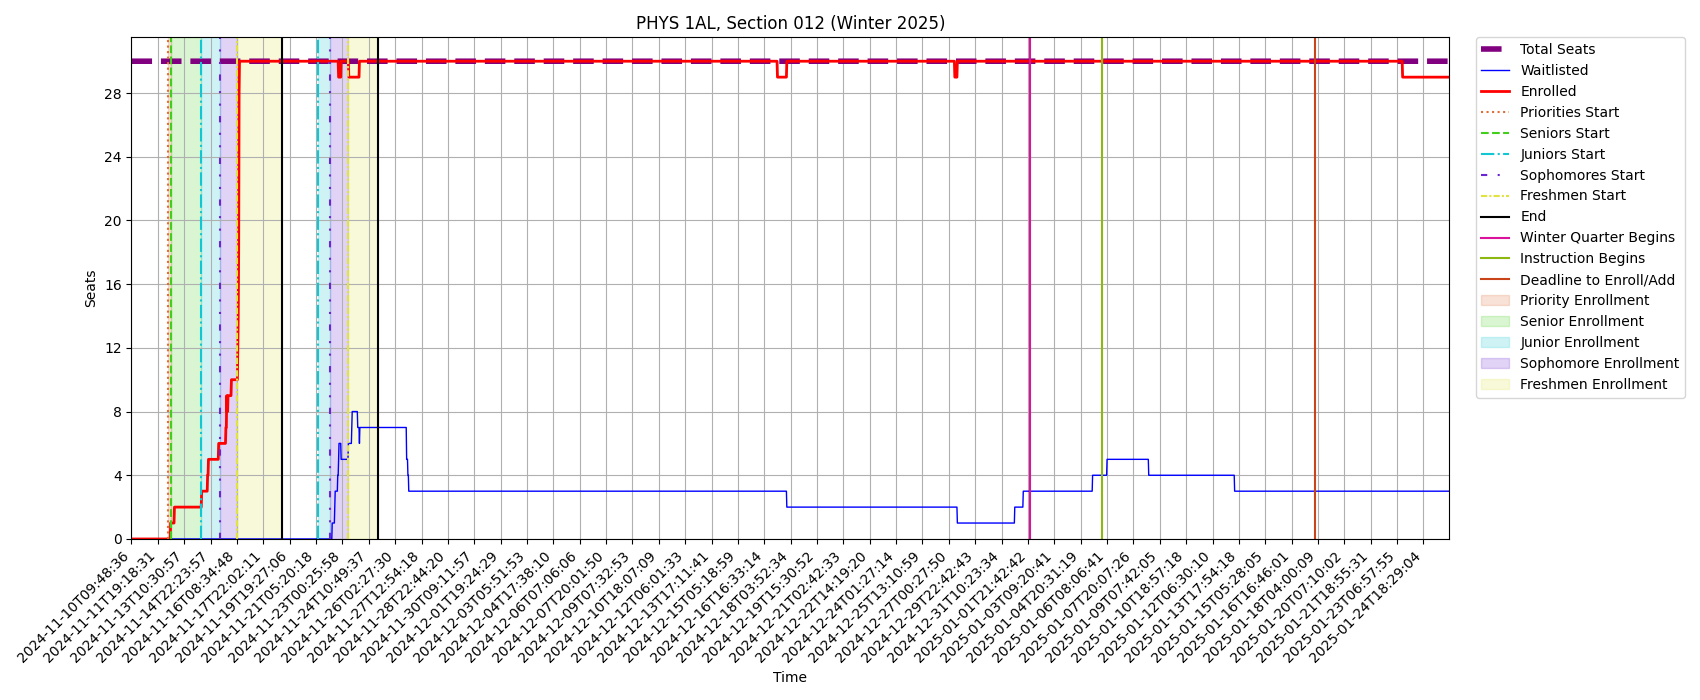 PHYS 1AL, Section 012 (Winter 2025)
Seats
28
24
20
16
12
8
4
0
2024-11-10T09:48:36
2024-11-11T19:18:31
2024-11-13T10:30:57
2024-11-14T22:23:57
2024-11-16T08:34:48
2024-11-17T22:02:11
2024-11-19T19:27:06
2024-11-21T05:20:18
2024-11-23T00:25:58
2024-11-24T10:49:37
2024-11-26T02:27:30
2024-11-27T12:54:18
2024-11-28T22:44:20
2024-11-30T09:11:57
2024-12-01T19:24:29
2024-12-03T05:51:53
2024-12-04T17:38:10
2024-12-06T07:06:06
2024-12-07T20:01:50
2024-12-09T07:32:53
2024-12-10T18:07:09
2024-12-12T06:01:33
2024-12-13T17:11:41
2024-12-15T05:18:59
2024-12-16T16:33:14
2024-12-18T03:52:34
2024-12-19T15:30:52
2024-12-21T02:42:33
2024-12-22T14:19:20
2024-12-24T01:27:14
2024-12-25T13:10:59
2024-12-27T00:27:50
2024-12-29T22:42:43
2024-12-31T10:23:34
2025-01-01T21:42:42
2025-01-03T09:20:41
2025-01-04T20:31:19
2025-01-06T08:06:41
2025-01-07T20:07:26
2025-01-09T07:42:05
2025-01-10T18:57:18
2025-01-12T06:30:10
2025-01-13T17:54:18
2025-01-15T05:28:05
2025-01-16T16:46:01
2025-01-18T04:00:09
2025-01-20T07:10:02
2025-01-21T18:55:31
2025-01-23T06:57:55
2025-01-24T18:29:04
Time
Total Seats
Waitlisted
Enrolled
Priorities Start
Seniors Start
Juniors Start
Sophomores Start
Freshmen Start
End
Winter Quarter Begins
Instruction Begins
Deadline to Enroll/Add
Priority Enrollment
Senior Enrollment
Junior Enrollment
Sophomore Enrollment
Freshmen Enrollment